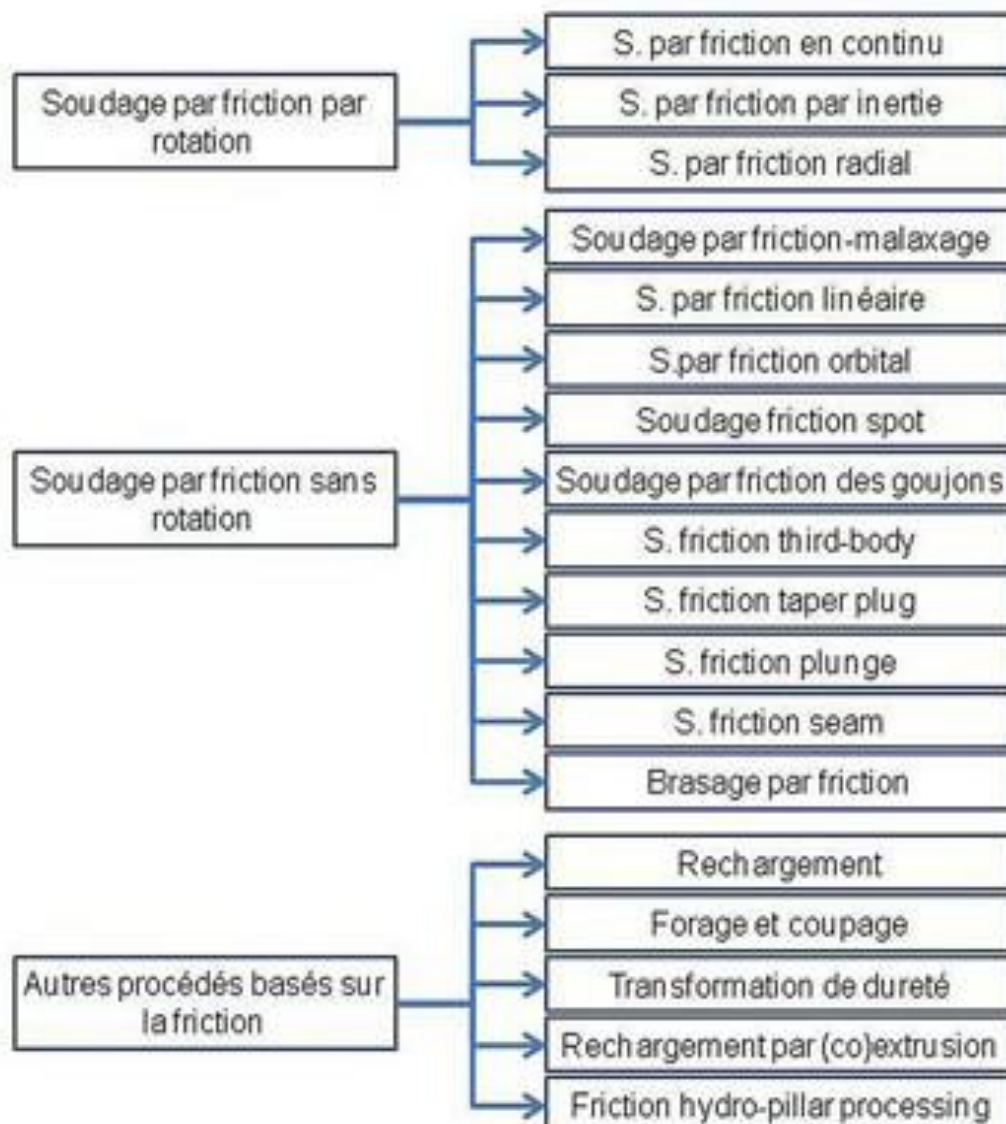 Soudage par friction par
rotation
S. par friction en continu
S. par friction par inertie
S. par friction radial
Soudage par friction sans
rotation
Soudage par friction-malaxage
S. par friction linéaire
S.par friction orbital
Soudage friction spot
Soudage par friction des goujons
S. friction third-body
S. friction taper plug
S. friction plunge
S. friction seam
Brasage par friction
Autres procédés basés sur
la friction
Rechargement
Forage et coupage
Transformation de dureté
Rechargement par (co)extrusion
Friction hydro-pillar processing